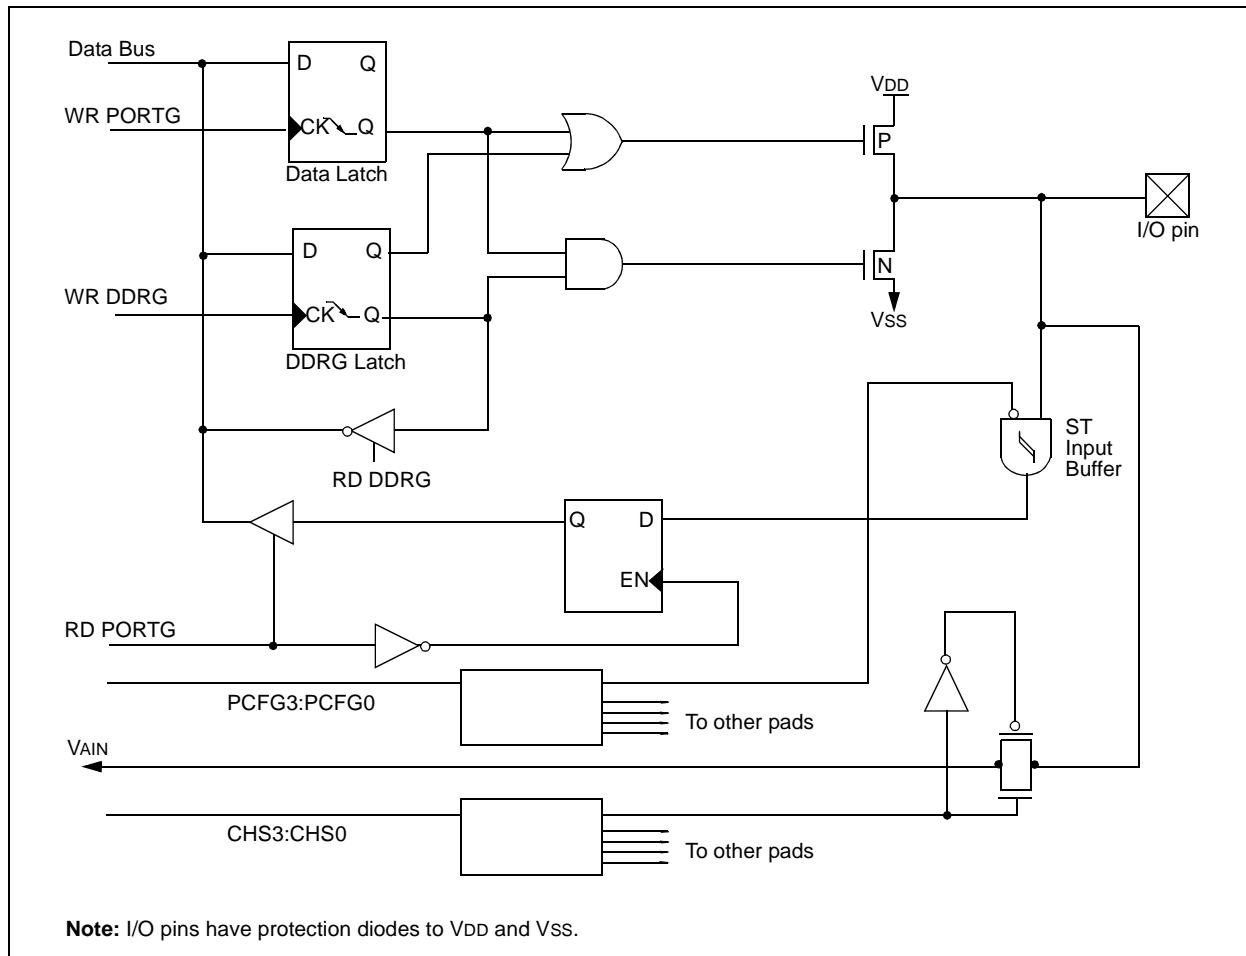 Data Bus
D Q
VDD
WR PORTG
CK Q
P
Data Latch
I/O pin
D Q
N
WR DDRG
CK Q
VSS
DDRG Latch
ST
Input
Buffer
RD DDRG
Q D
EN
RD PORTG
PCFG3:PCFG0
To other pads
VAIN
CHS3:CHS0
To other pads
Note: I/O pins have protection diodes to VDD and VSS.